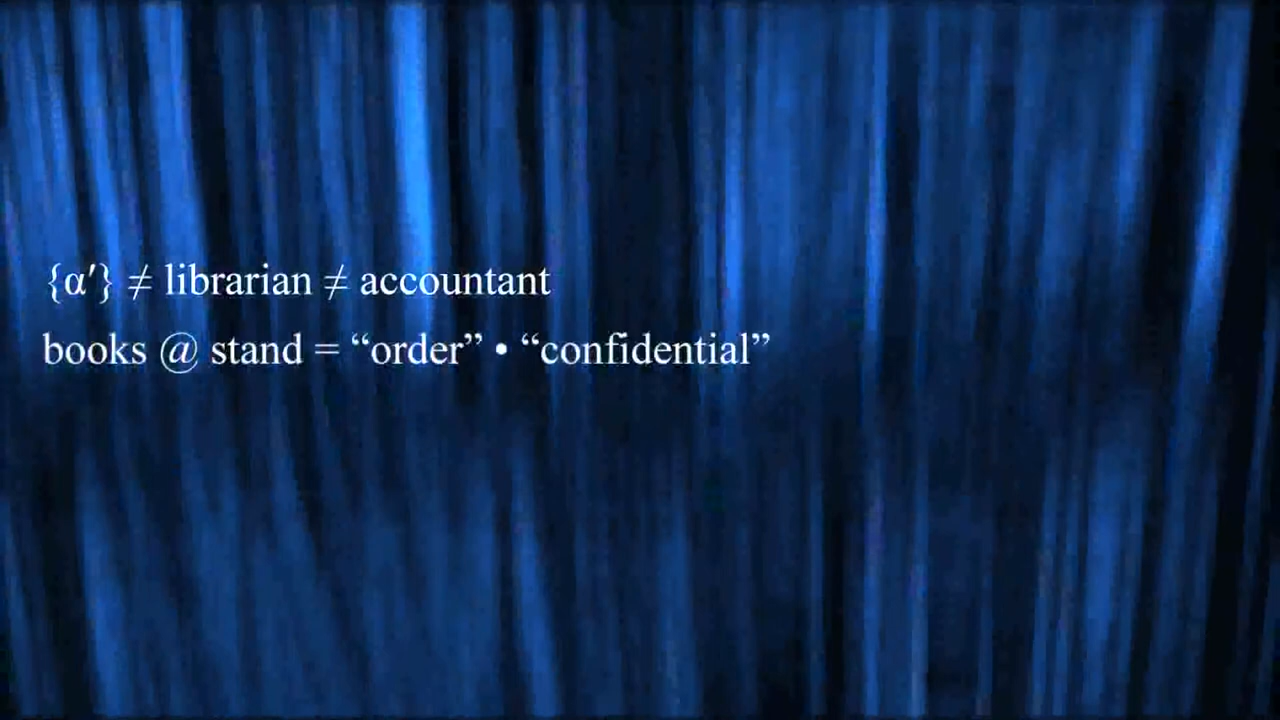 {α′} ≠ librarian ≠ accountant
books @ stand = “order” • “confidential”